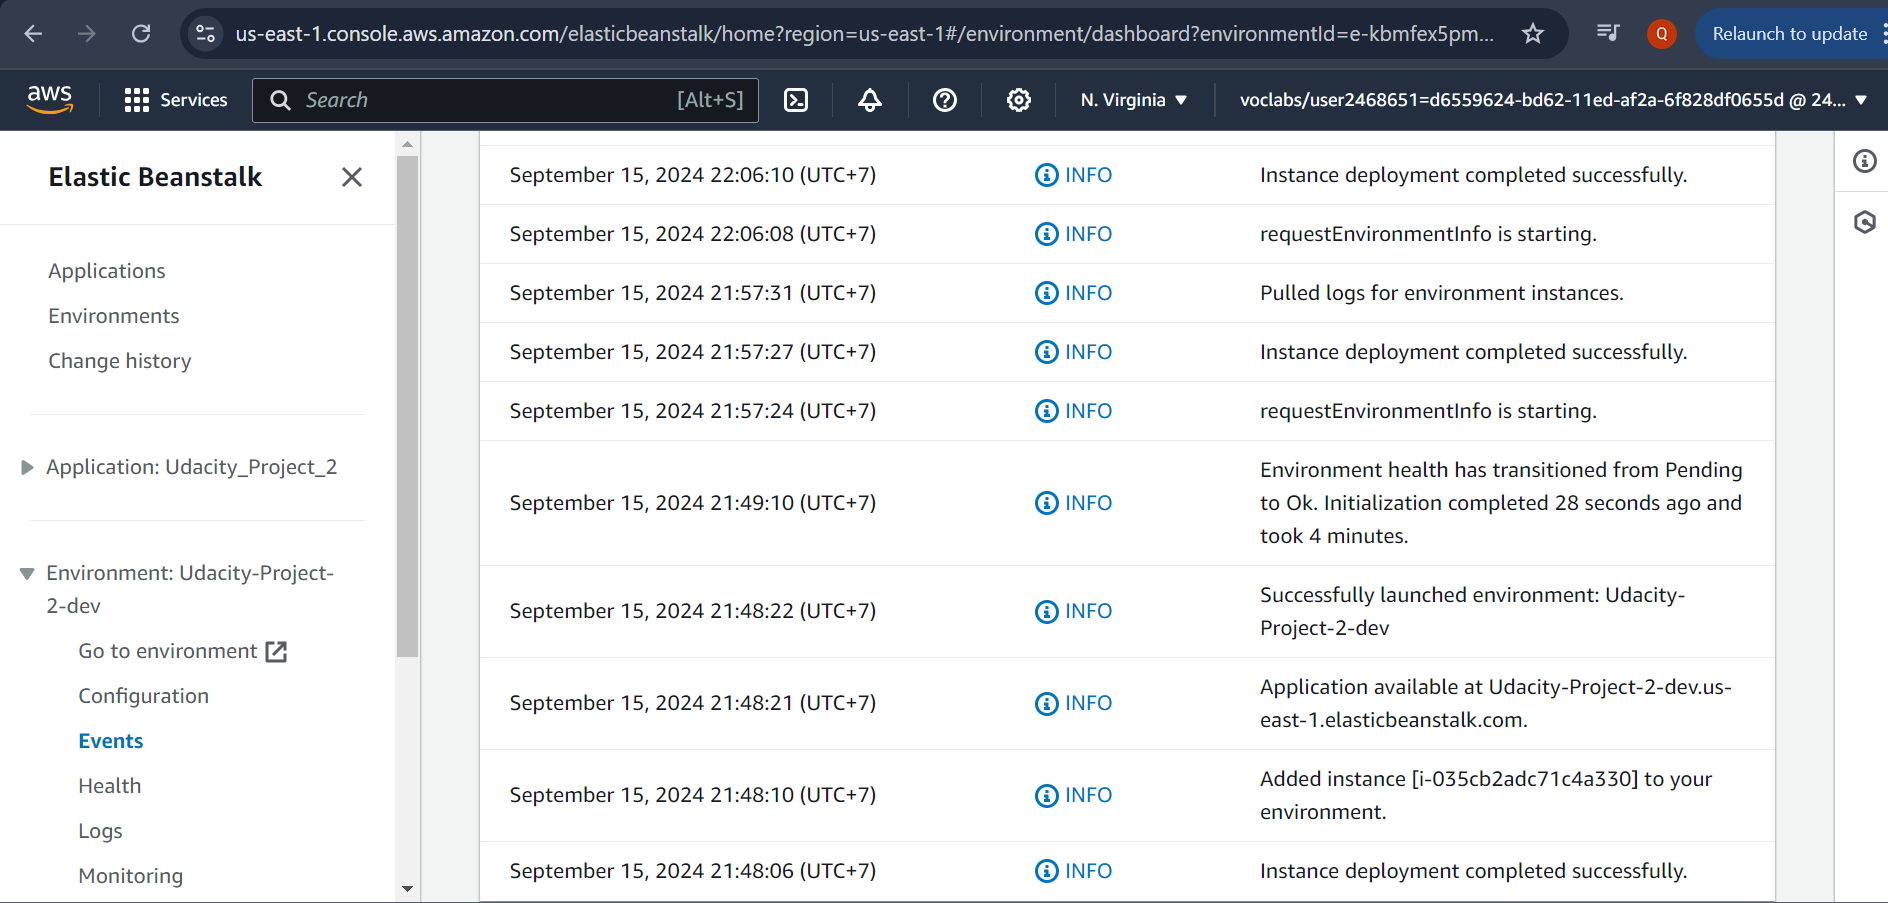 us-east-1.console.aws.amazon.com/elasticbeanstalk/home?region=us-east-1#/environment/dashboard?environmentId=e-kbmfex5pm...
Q
Relaunch to update
aws
Services
Search
[Alt+S]
N. Virginia
voclabs/user2468651=d6559624-bd62-11ed-af2a-6f828df0655d @ 24...
Elastic Beanstalk
Applications
Environments
Change history
Application: Udacity_Project_2
Environment: Udacity-Project-
2-dev
Go to environment
Configuration
Events
Health
Logs
Monitoring
September 15, 2024 22:06:10 (UTC+7) INFO Instance deployment completed successfully.
September 15, 2024 22:06:08 (UTC+7) INFO requestEnvironmentInfo is starting.
September 15, 2024 21:57:31 (UTC+7) INFO Pulled logs for environment instances.
September 15, 2024 21:57:27 (UTC+7) INFO Instance deployment completed successfully.
September 15, 2024 21:57:24 (UTC+7) INFO requestEnvironmentInfo is starting.
September 15, 2024 21:49:10 (UTC+7) INFO Environment health has transitioned from Pending
to Ok. Initialization completed 28 seconds ago and
took 4 minutes.
September 15, 2024 21:48:22 (UTC+7) INFO Successfully launched environment: Udacity-
Project-2-dev
September 15, 2024 21:48:21 (UTC+7) INFO Application available at Udacity-Project-2-dev.us-
east-1.elasticbeanstalk.com.
September 15, 2024 21:48:10 (UTC+7) INFO Added instance [i-035cb2adc71c4a330] to your
environment.
September 15, 2024 21:48:06 (UTC+7) INFO Instance deployment completed successfully.